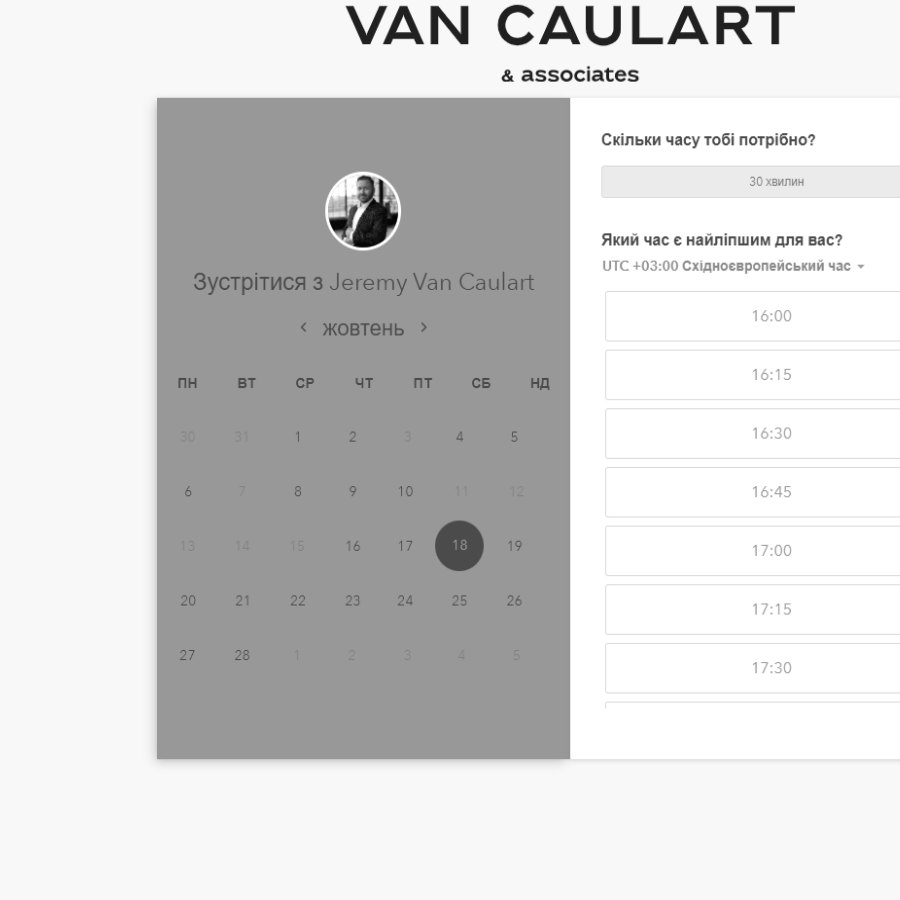 VAN CAULART
& associates
Зустрітися з Jeremy Van Caulart
жовтень
ПН ВТ СР ЧТ ПТ СБ НД
30 31 1 2 3 4 5
6 7 8 9 10 11 12
13 14 15 16 17 18 19
20 21 22 23 24 25 26
27 28 1 2 3 4 5
Скільки часу тобі потрібно?
30 хвилин
Який час є найліпшим для вас?
UTC +03:00 Східноєвропейський час
16:00
16:15
16:30
16:45
17:00
17:15
17:30